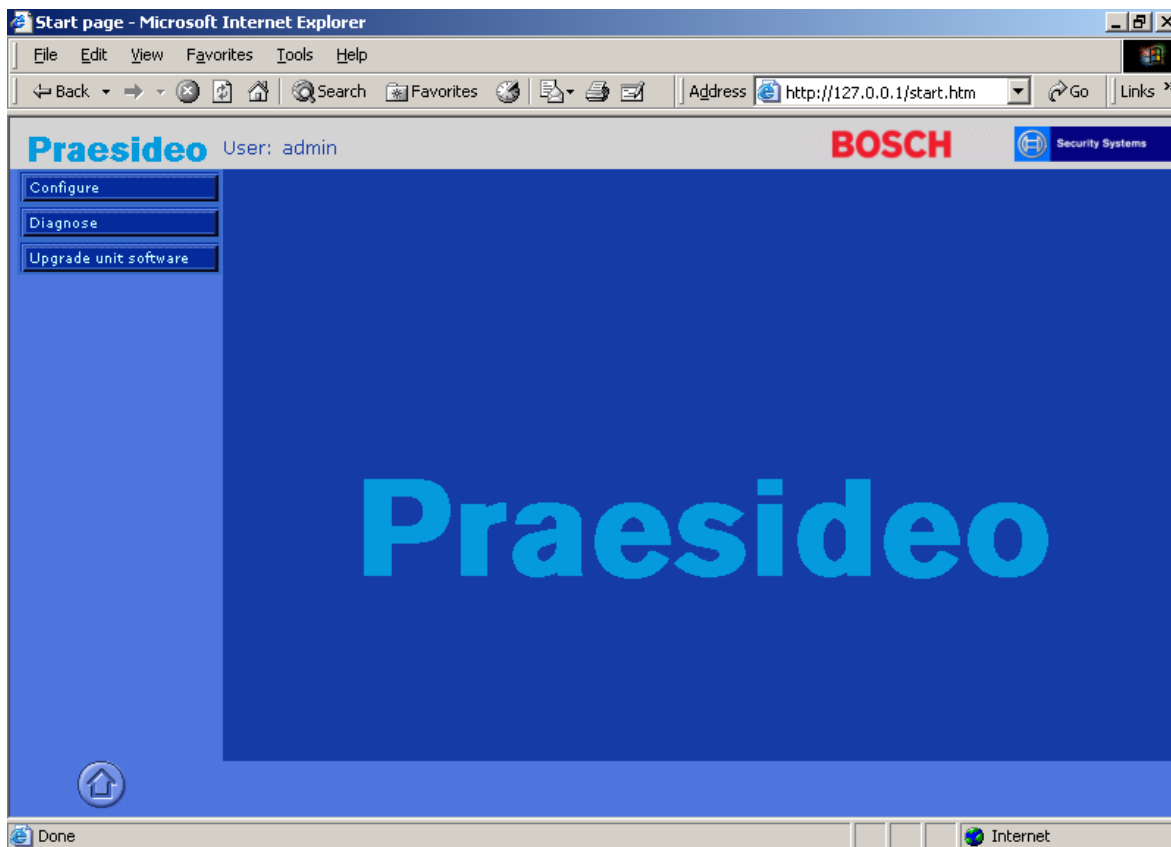 Start page - Microsoft Internet Explorer
File Edit View Favorites Tools Help
Back Search Favorites Address http://127.0.0.1/start.htm Go Links »
Praesideo User: admin BOSCH Security Systems
Configure
Diagnose
Upgrade unit software
Praesideo
Done Internet